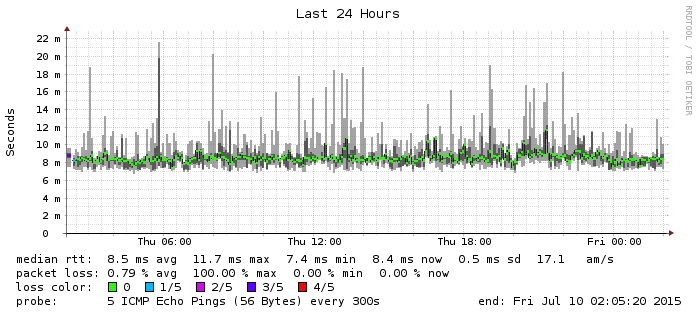 Last 24 Hours
RRDTOOL / TOBI OETIKER
Seconds
22 m
20 m
18 m
16 m
14 m
12 m
10 m
8 m
6 m
4 m
2 m
0
Thu 06:00 Thu 12:00 Thu 18:00 Fri 00:00
median rtt: 8.5 ms avg 11.7 ms max 7.4 ms min 8.4 ms now 0.5 ms sd 17.1 am/s
packet loss: 0.79 % avg 100.00 % max 0.00 % min 0.00 % now
loss color: 0 1/5 2/5 3/5 4/5
probe: 5 ICMP Echo Pings (56 Bytes) every 300s end: Fri Jul 10 02:05:20 2015